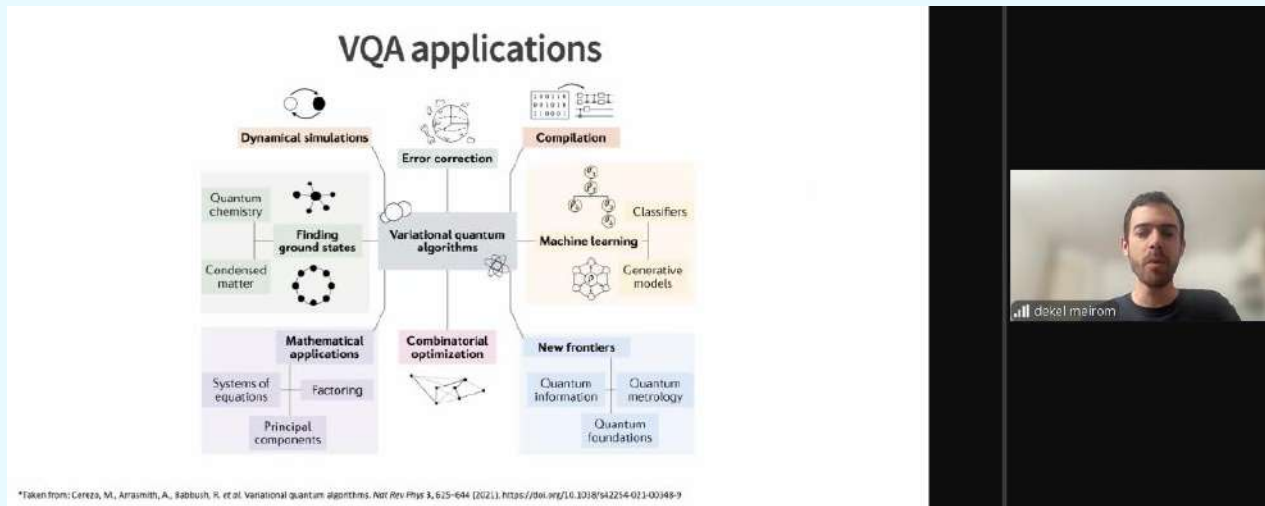 VQA applications
Dynamical simulations
Error correction
Compilation
Quantum
chemistry
Finding
ground states
Condensed
matter
Variational quantum
algorithms
Machine learning
Classifiers
Generative
models
Mathematical
applications
Systems of
equations
Factoring
Principal
components
Combinatorial
optimization
New frontiers
Quantum
information
Quantum
metrology
Quantum
foundations
*Taken from: Cerezo, M., Arrasmith, A., Babbush, R. et al. Variational quantum algorithms. Nat Rev Phys 3, 625–644 (2021). https://doi.org/10.1038/s42254-021-00348-9
dekel meirom